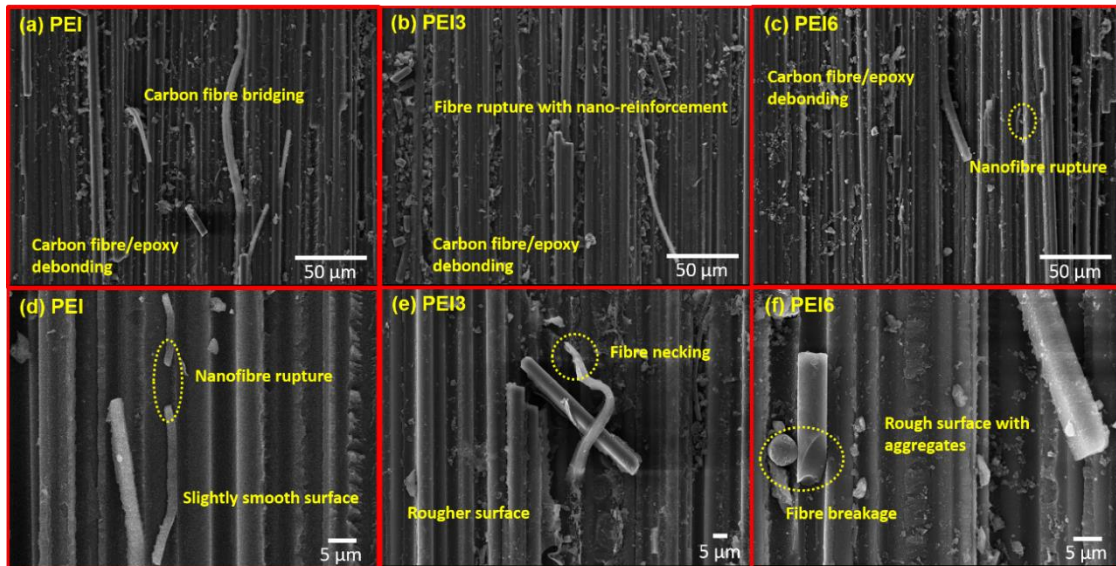 (a) PEI
Carbon fibre bridging
Carbon fibre/epoxy
debonding
50 µm
(b) PEI3
Fibre rupture with nano-reinforcement
Carbon fibre/epoxy
debonding
50 µm
(c) PEI6
Carbon fibre/epoxy
debonding
Nanofibre rupture
50 µm
(d) PEI
Nanofibre rupture
Slightly smooth surface
5 µm
(e) PEI3
Fibre necking
Rougher surface
5 µm
(f) PEI6
Rough surface with
aggregates
Fibre breakage
5 µm